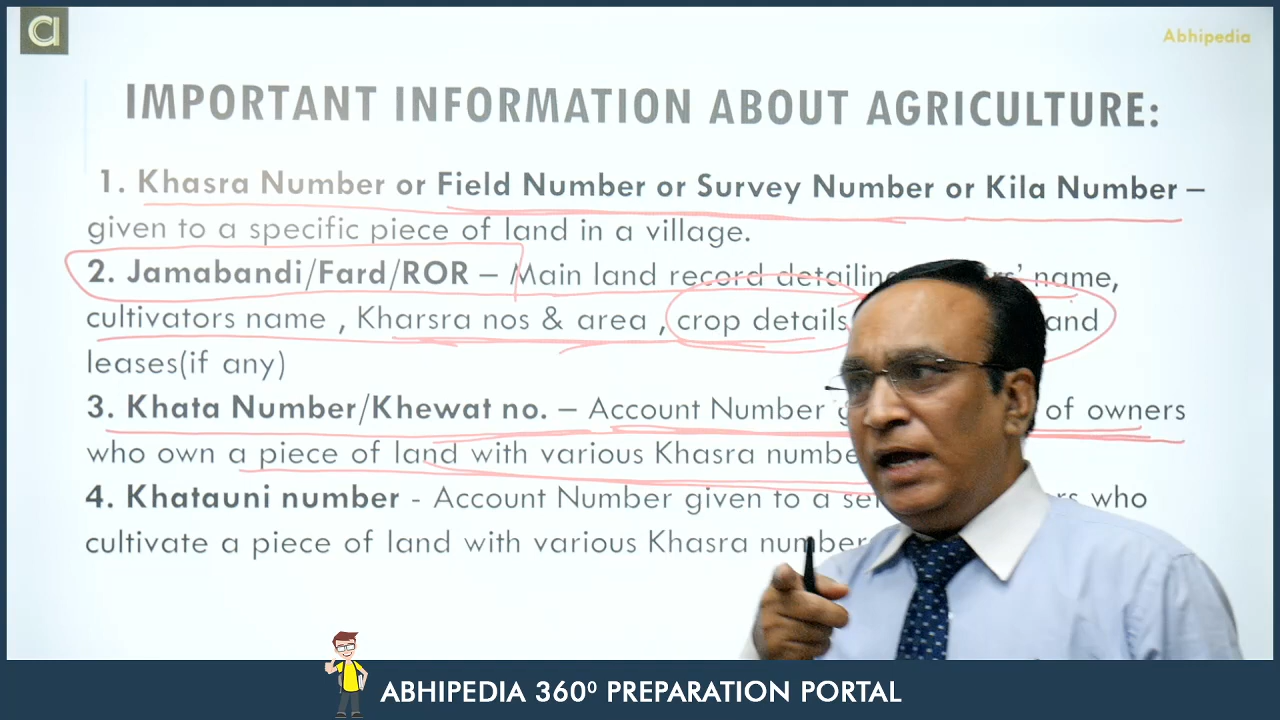 Abhipedia
IMPORTANT INFORMATION ABOUT AGRICULTURE:
1. Khasra Number or Field Number or Survey Number or Kila Number –
given to a specific piece of land in a village.
2. Jamabandi/Fard/ROR – Main land record detailing name,
cultivators name , Kharsra nos & area , crop details and
leases(if any)
3. Khata Number/Khewat no. – Account Number of owners
who own a piece of land with various Khasra
4. Khatauni number - Account Number given to a who
cultivate a piece of land with various Khasra number
ABHIPEDIA 360⁰ PREPARATION PORTAL